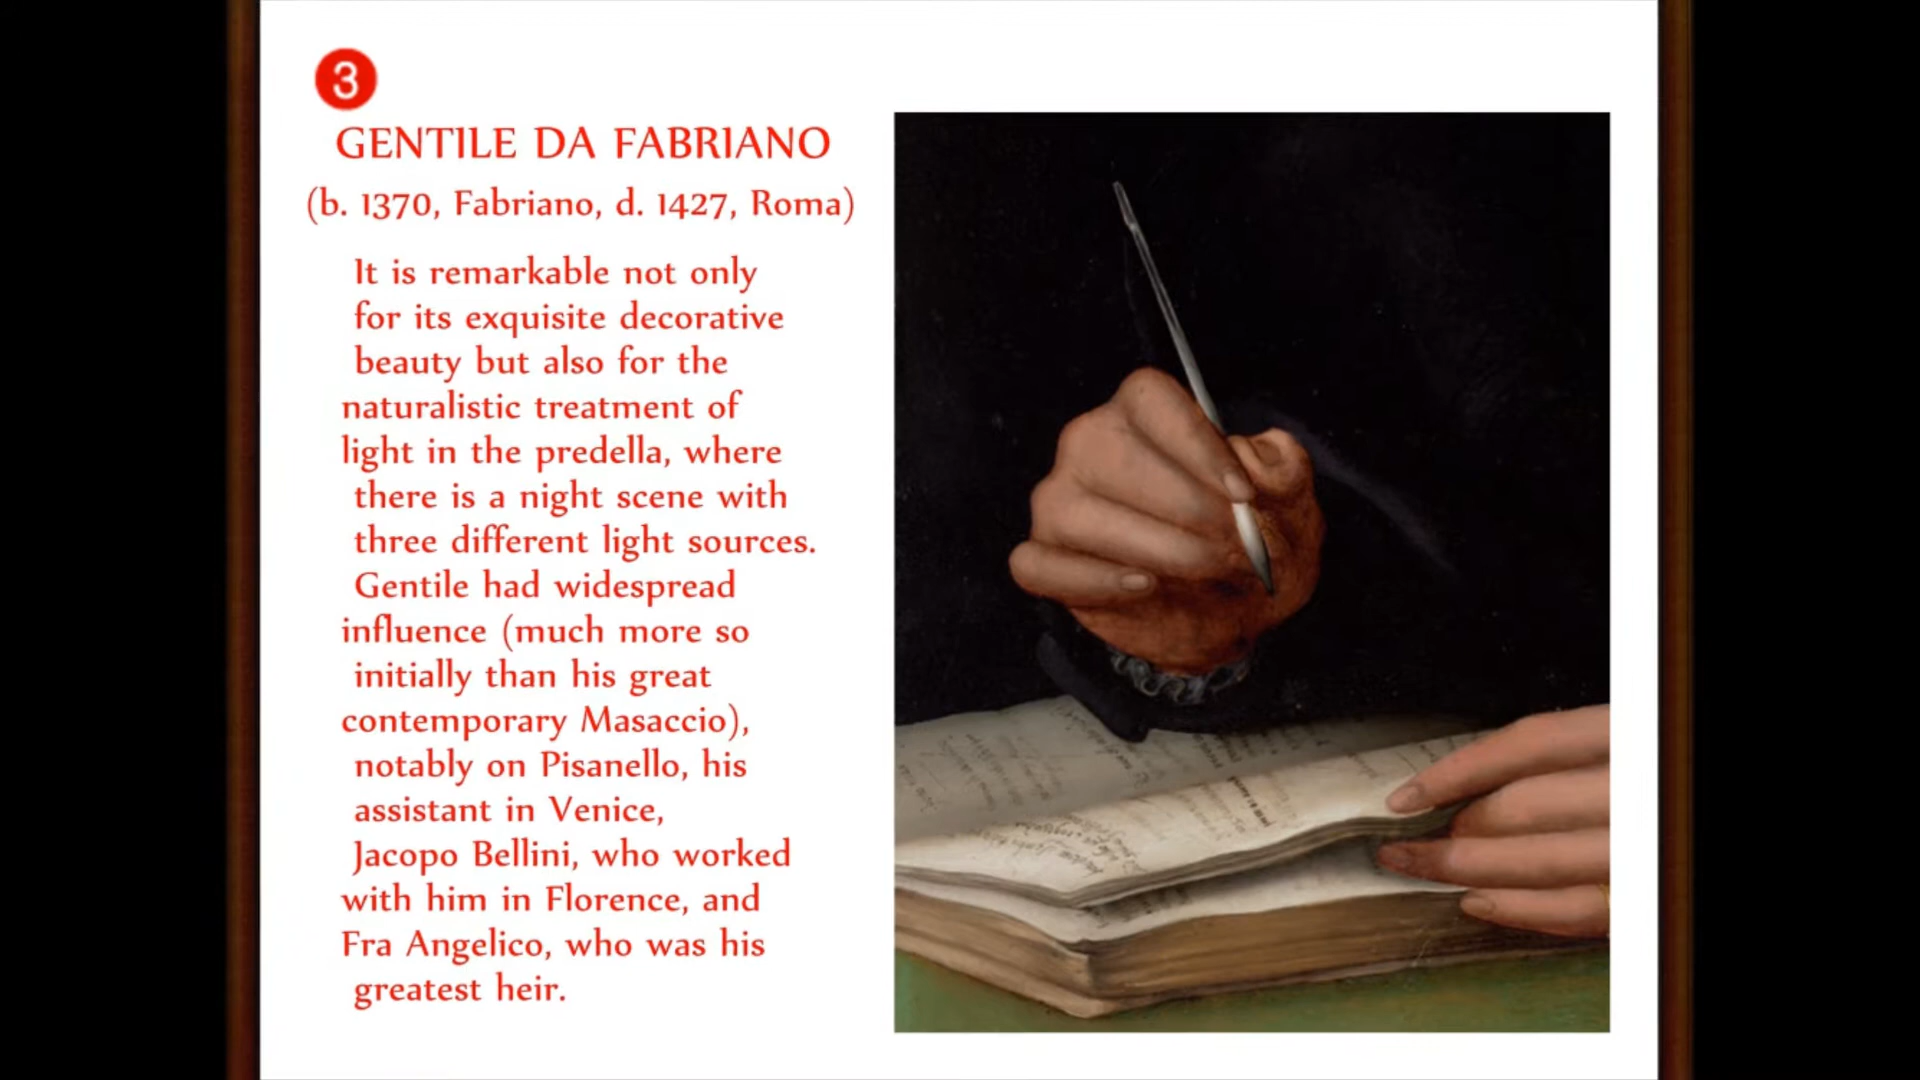 3
GENTILE DA FABRIANO
(b. 1370, Fabriano, d. 1427, Roma)
It is remarkable not only
for its exquisite decorative
beauty but also for the
naturalistic treatment of
light in the predella, where
there is a night scene with
three different light sources.
Gentile had widespread
influence (much more so
initially than his great
contemporary Masaccio),
notably on Pisanello, his
assistant in Venice,
Jacopo Bellini, who worked
with him in Florence, and
Fra Angelico, who was his
greatest heir.